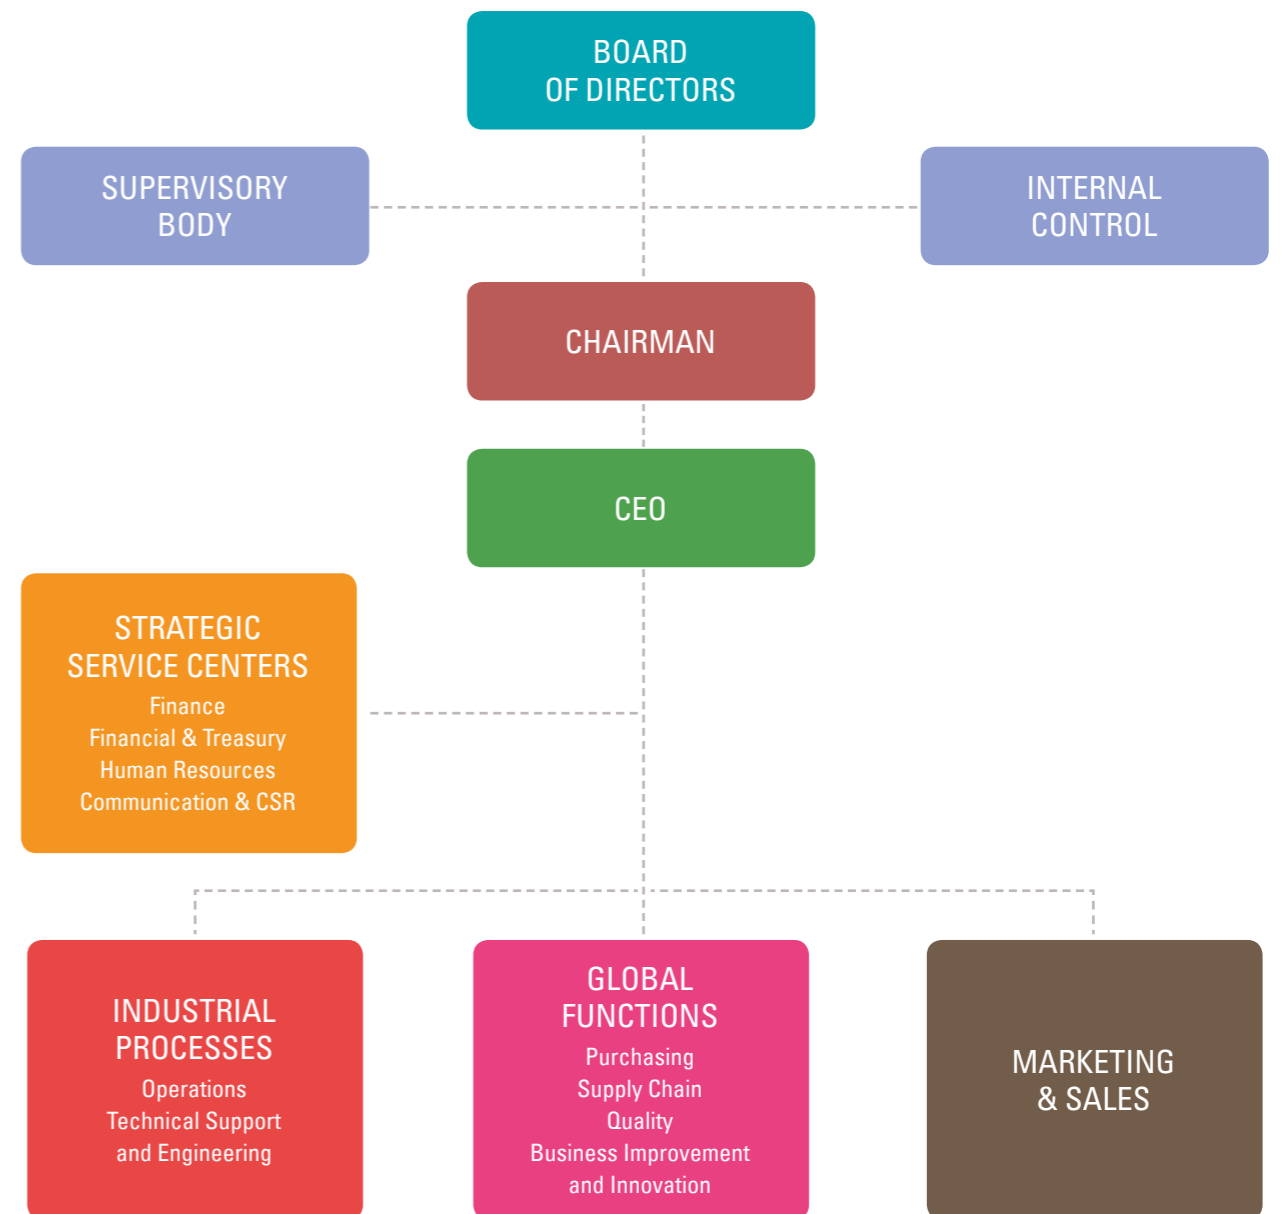 BOARD
OF DIRECTORS
SUPERVISORY
BODY
INTERNAL
CONTROL
CHAIRMAN
CEO
STRATEGIC
SERVICE CENTERS
Finance
Financial & Treasury
Human Resources
Communication & CSR
INDUSTRIAL
PROCESSES
Operations
Technical Support
and Engineering
GLOBAL
FUNCTIONS
Purchasing
Supply Chain
Quality
Business Improvement
and Innovation
MARKETING
& SALES